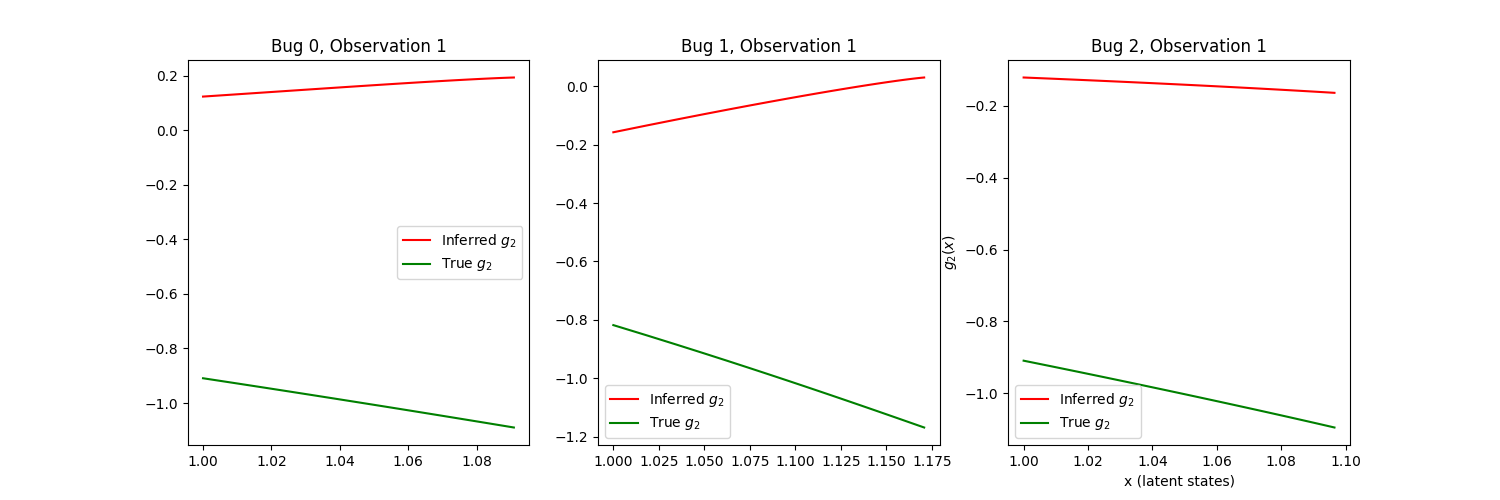 Bug 0, Observation 1
0.2
0.0
−0.2
−0.4
−0.6
−0.8
−1.0
1.00 1.02 1.04 1.06 1.08
Inferred g₂
True g₂
Bug 1, Observation 1
0.0
−0.2
−0.4
−0.6
−0.8
−1.0
−1.2
1.000 1.025 1.050 1.075 1.100 1.125 1.150 1.175
Inferred g₂
True g₂
Bug 2, Observation 1
g₂(x)
−0.2
−0.4
−0.6
−0.8
−1.0
1.00 1.02 1.04 1.06 1.08 1.10
x (latent states)
Inferred g₂
True g₂